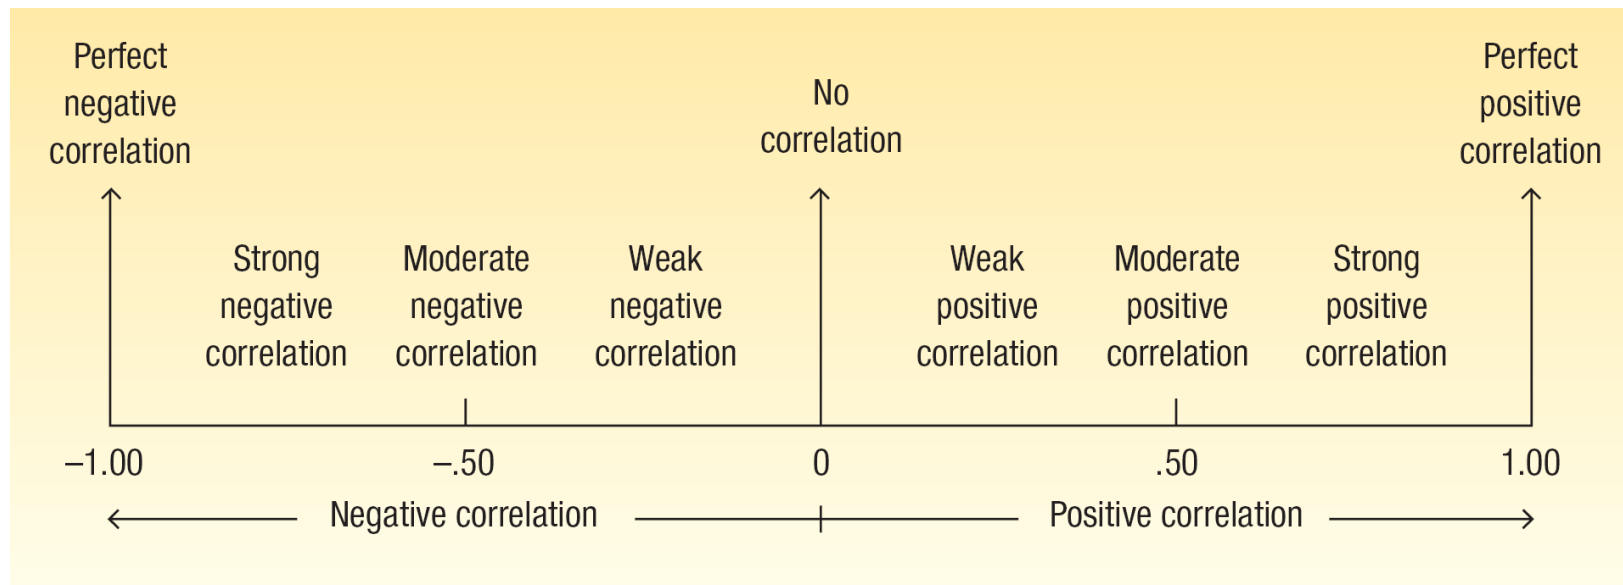 Perfect
negative
correlation
No
correlation
Perfect
positive
correlation
Strong
negative
correlation
Moderate
negative
correlation
Weak
negative
correlation
Weak
positive
correlation
Moderate
positive
correlation
Strong
positive
correlation
–1.00
–.50
0
.50
1.00
Negative correlation
Positive correlation